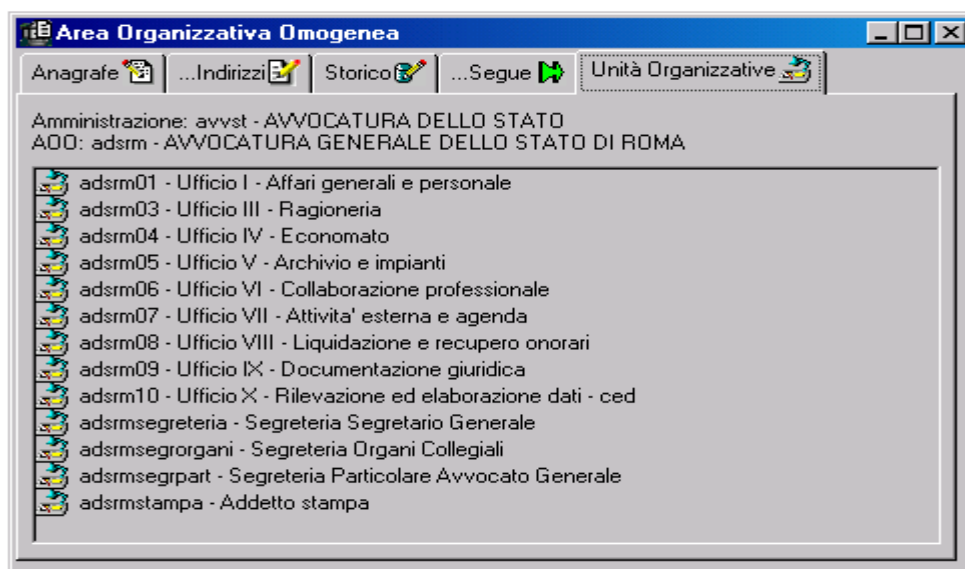 Area Organizzativa Omogenea
Anagrafe ...Indirizzi Storico ...Segue Unità Organizzative
Amministrazione: avvst - AVVOCATURA DELLO STATO
AOO: adsrm - AVVOCATURA GENERALE DELLO STATO DI ROMA
adsrm01 - Ufficio I - Affari generali e personale
adsrm03 - Ufficio III - Ragioneria
adsrm04 - Ufficio IV - Economato
adsrm05 - Ufficio V - Archivio e impianti
adsrm06 - Ufficio VI - Collaborazione professionale
adsrm07 - Ufficio VII - Attivita' esterna e agenda
adsrm08 - Ufficio VIII - Liquidazione e recupero onorari
adsrm09 - Ufficio IX - Documentazione giuridica
adsrm10 - Ufficio X - Rilevazione ed elaborazione dati - ced
adsrmsegreteria - Segreteria Segretario Generale
adsrmsegrorgani - Segreteria Organi Collegiali
adsrmsegrpart - Segreteria Particolare Avvocato Generale
adsrmstampa - Addetto stampa